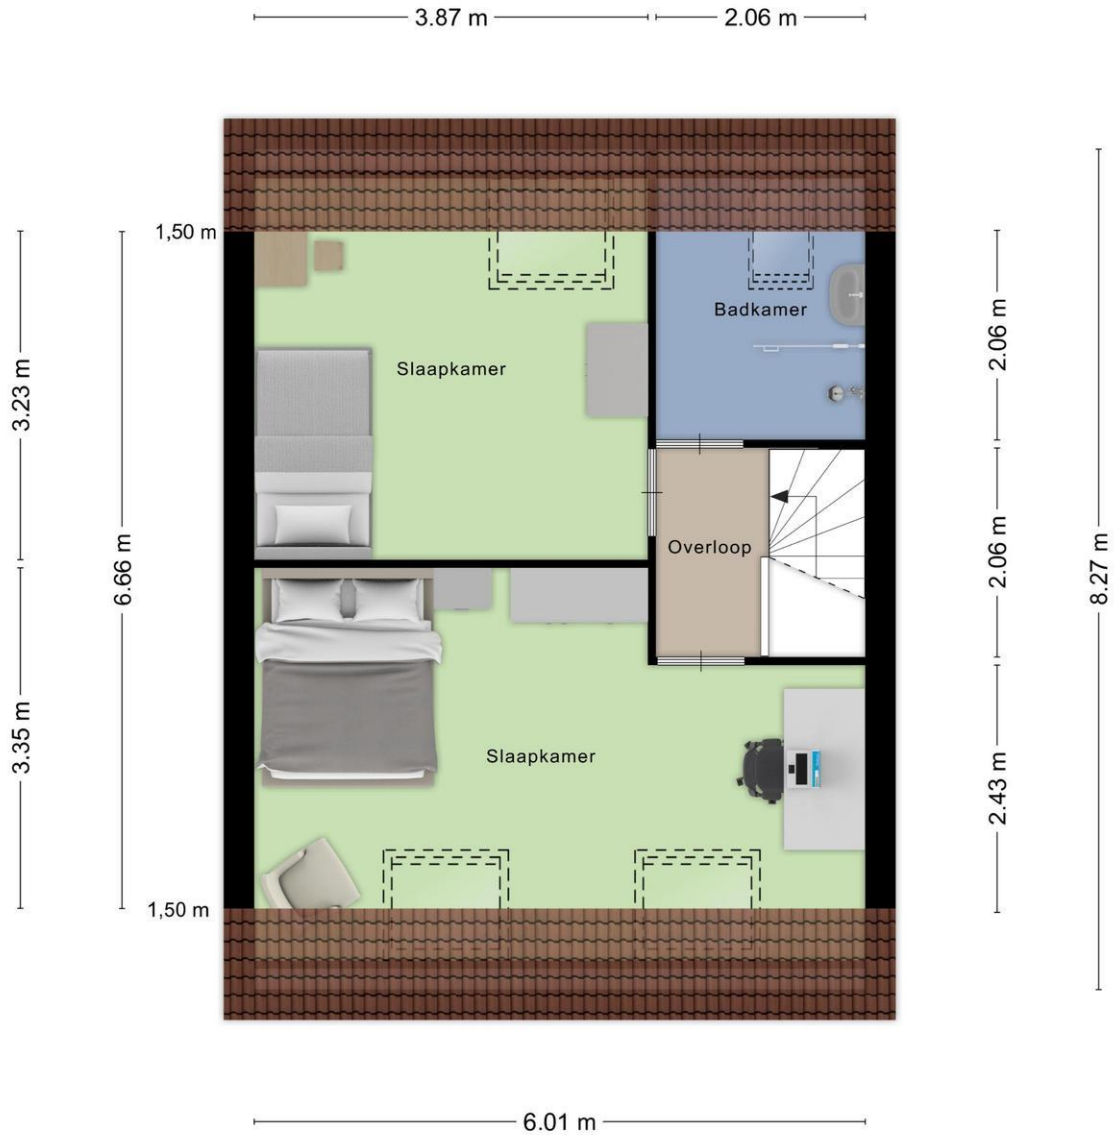 3.87 m
2.06 m
1,50 m
Badkamer
2.06 m
3.23 m
Slaapkamer
6.66 m
Overloop
2.06 m
8.27 m
3.35 m
Slaapkamer
2.43 m
1,50 m
6.01 m